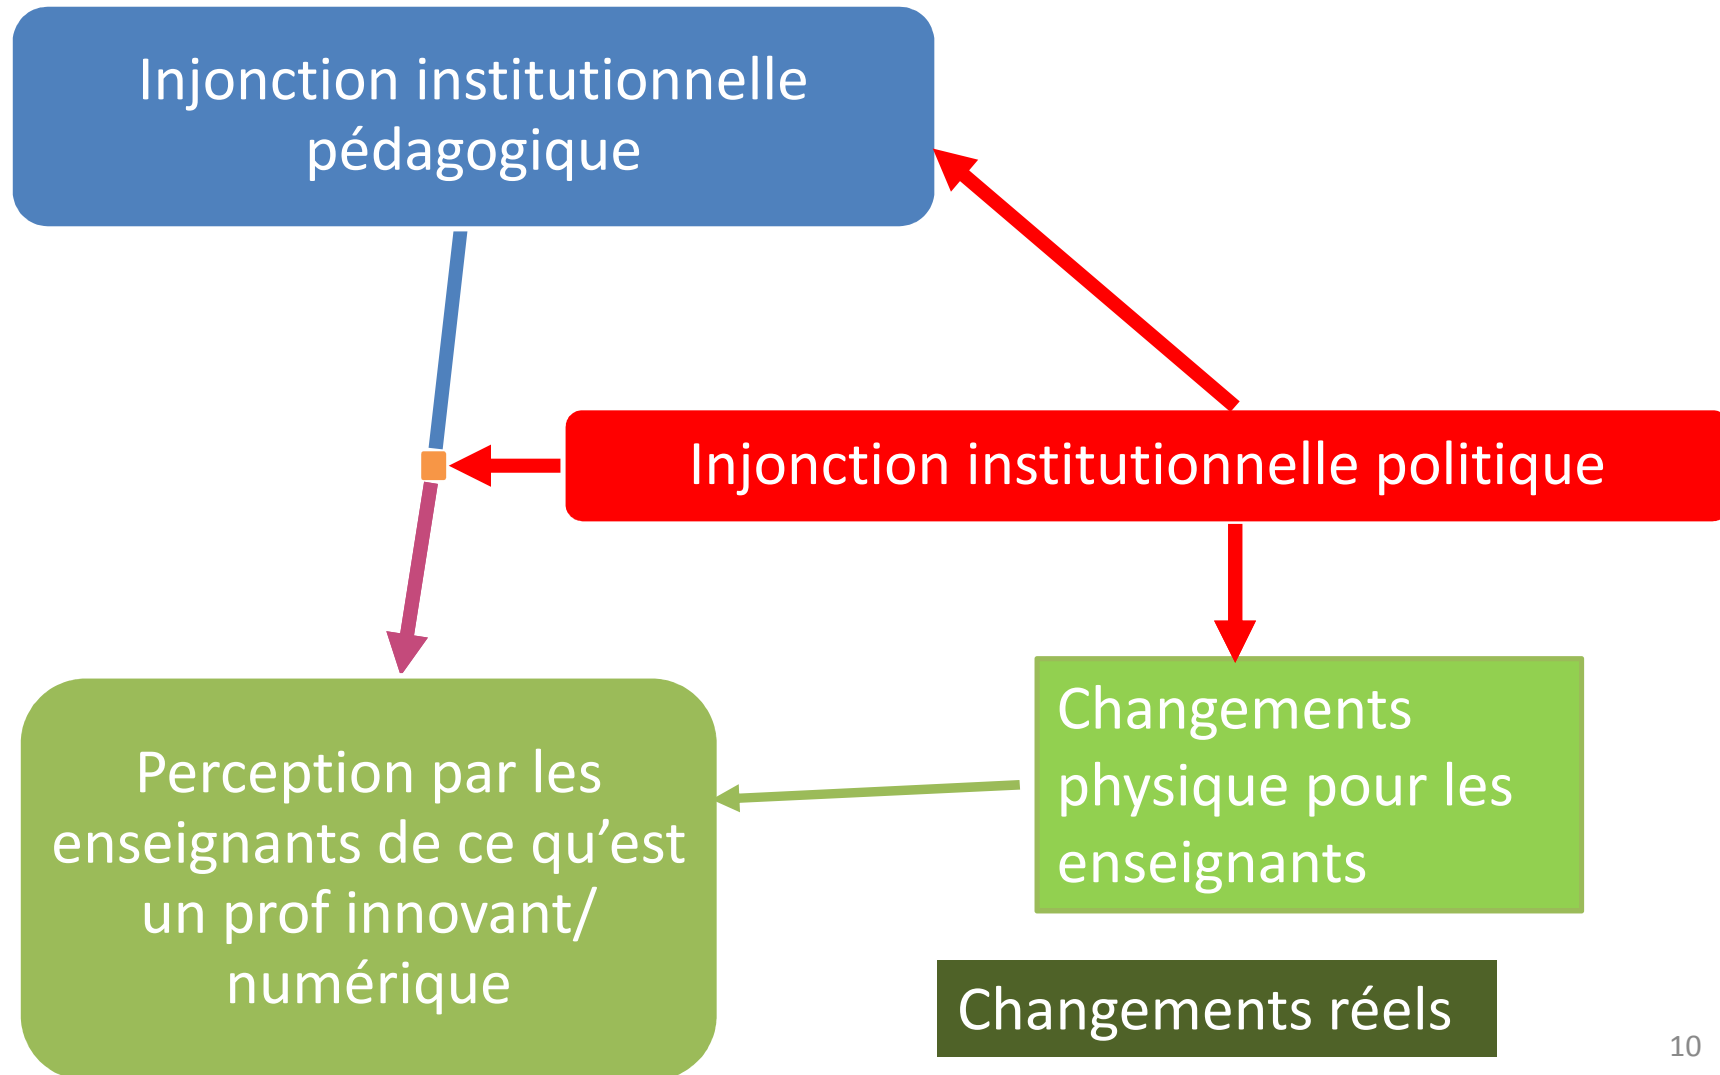 Injonction institutionnelle
pédagogique
Injonction institutionnelle politique
Perception par les
enseignants de ce qu’est
un prof innovant/
numérique
Changements
physique pour les
enseignants
Changements réels
10